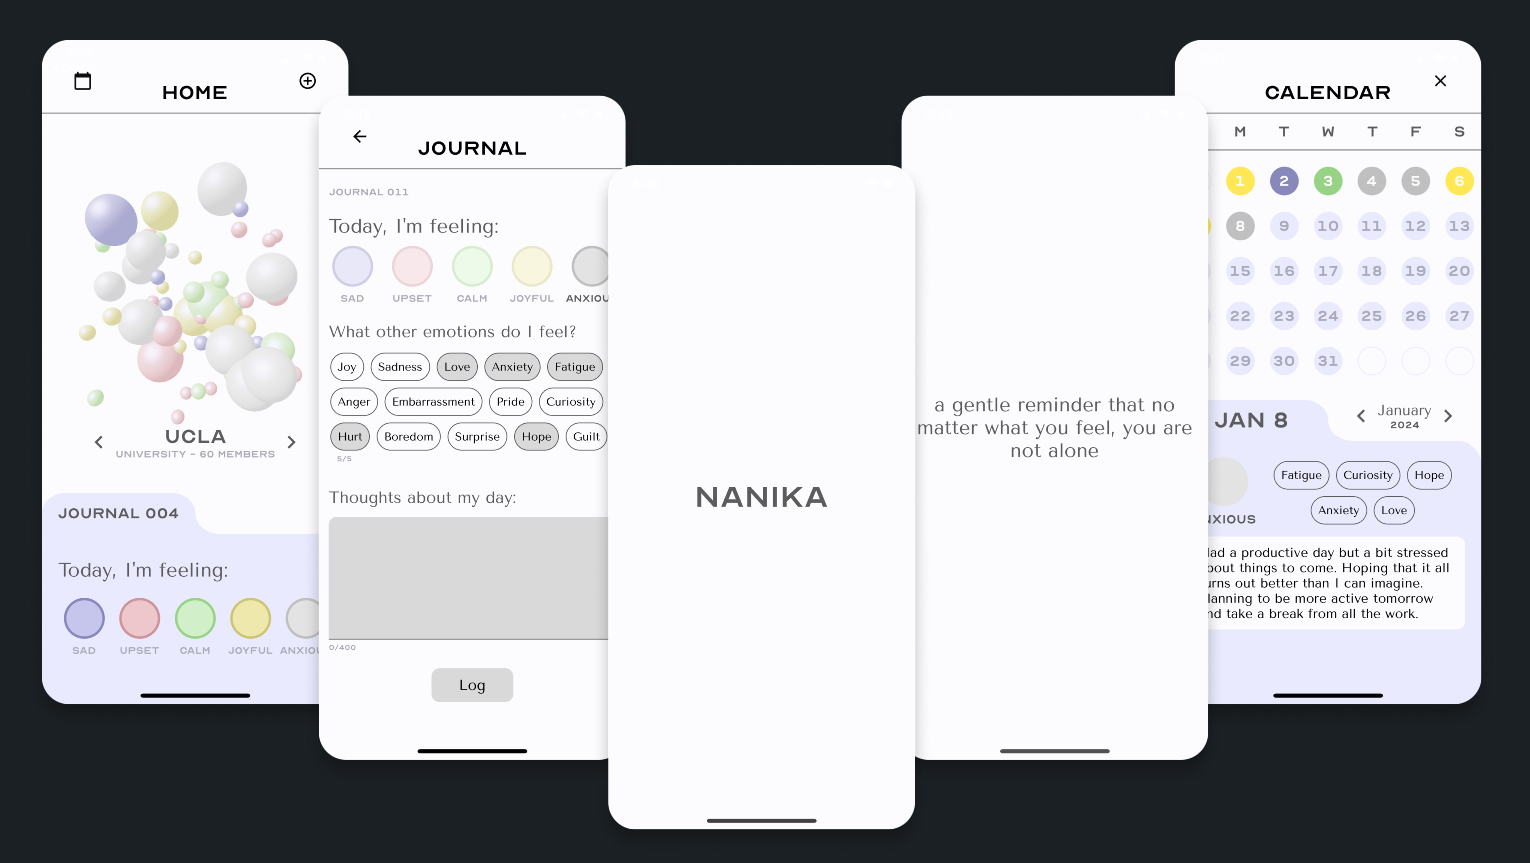 HOME
UCLA
UNIVERSITY - 60 MEMBERS
JOURNAL 004
Today, I'm feeling:
SAD UPSET CALM JOYFUL
JOURNAL
JOURNAL 011
Today, I'm feeling:
SAD UPSET CALM JOYFUL
What other emotions do I feel?
Joy Sadness Love Anxiety Fatigue
Anger Embarrassment Pride Curiosity
Hurt Boredom Surprise Hope Guilt
5/5
Thoughts about my day:
0/400
Log
NANIKA
a gentle reminder that no
matter what you feel, you are
not alone
CALENDAR
M T W T F S
1 2 3 4 5 6
8 9 10 11 12 13
15 16 17 18 19 20
22 23 24 25 26 27
29 30 31
JAN 8
January
2024
Fatigue Curiosity Hope
Anxiety Love
NXIOUS
a productive day but a bit stressed
bout things to come. Hoping that it all
urns out better than I can imagine.
lanning to be more active tomorrow
nd take a break from all the work.